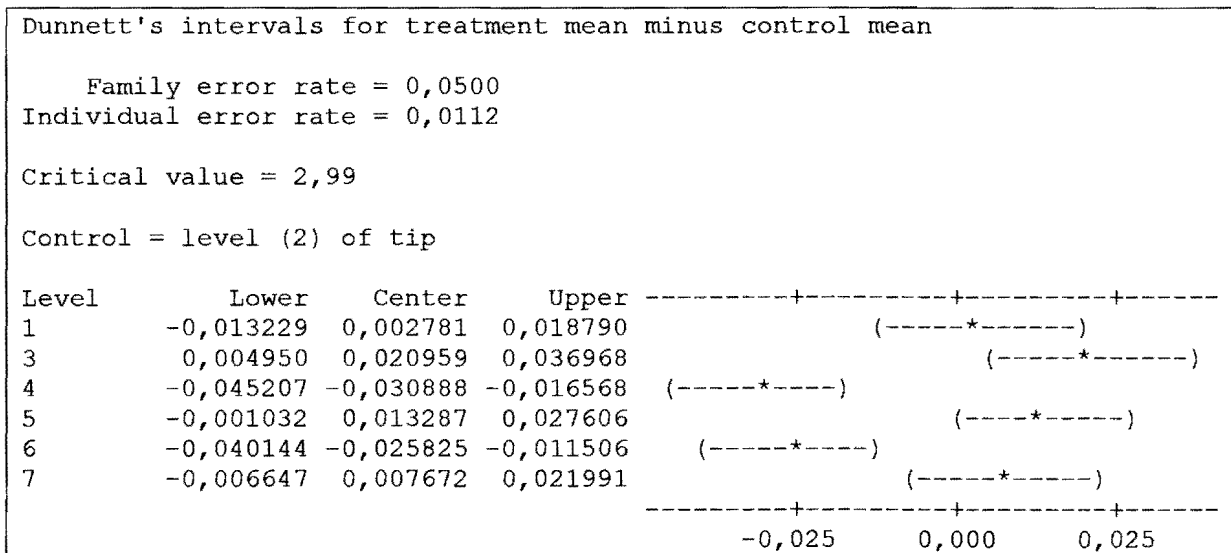 Dunnett's intervals for treatment mean minus control mean
Family error rate = 0,0500
Individual error rate = 0,0112
Critical value = 2,99
Control = level (2) of tip
Level Lower Center Upper ---------+---------+---------+------
1 -0,013229 0,002781 0,018790 (-----*------)
3 0,004950 0,020959 0,036968 (-----*------)
4 -0,045207 -0,030888 -0,016568 (-----*----)
5 -0,001032 0,013287 0,027606 (----*-----)
6 -0,040144 -0,025825 -0,011506 (-----*----)
7 -0,006647 0,007672 0,021991 (-----*-----)
---------+---------+---------+------
-0,025 0,000 0,025